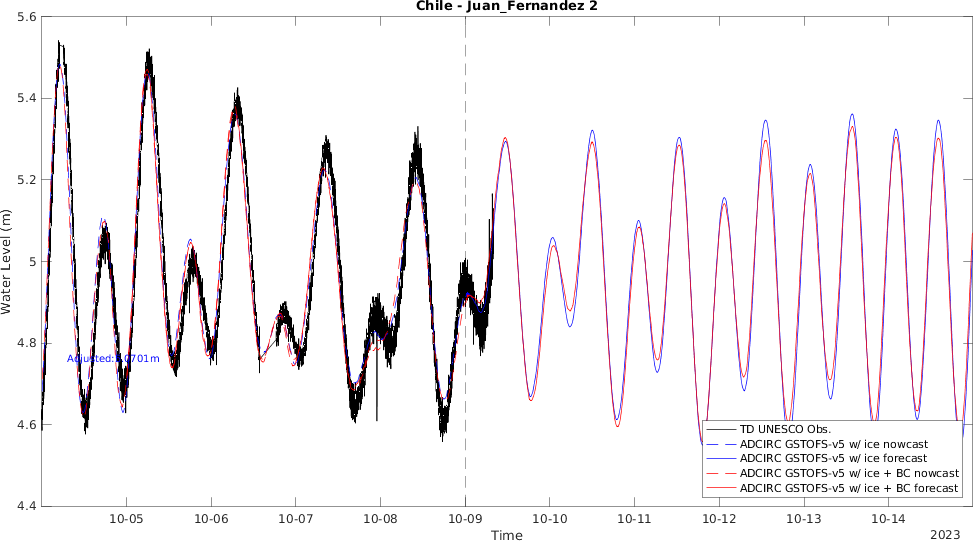 Chile - Juan_Fernandez 2
5.6
5.4
5.2
5
4.8
4.6
4.4
Water Level (m)
TD UNESCO Obs.
ADCIRC GSTOFS-v5 w/ ice nowcast
ADCIRC GSTOFS-v5 w/ ice forecast
ADCIRC GSTOFS-v5 w/ ice + BC nowcast
ADCIRC GSTOFS-v5 w/ ice + BC forecast
10-05 10-06 10-07 10-08 10-09 10-10 10-11 10-12 10-13 10-14
Time
2023